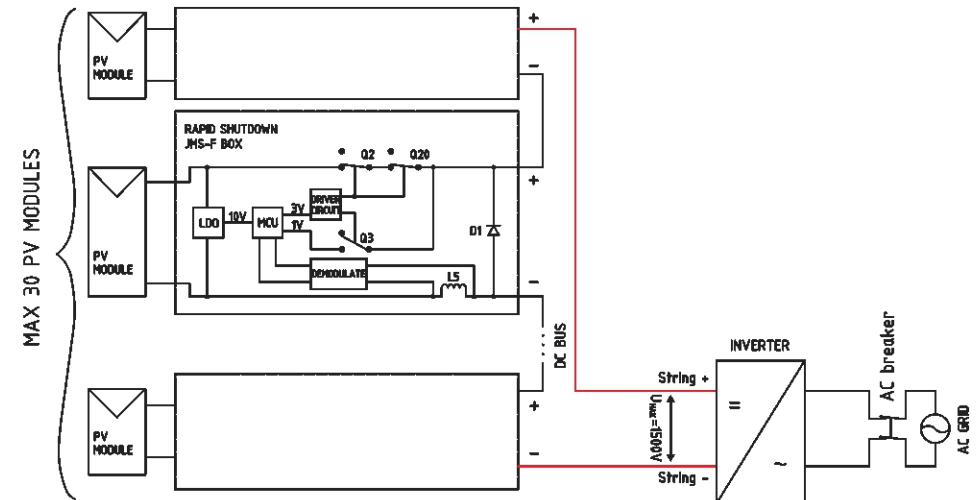 MAX 30 PV MODULES
PV
MODULE
+
−
RAPID SHUTDOWN
JMS-F BOX
PV
MODULE
LDO
10V
MCU
3V
1V
DRIVER
CIRCUIT
Q2
Q20
Q3
DEMODULATE
L5
D1
+
−
DC BUS
PV
MODULE
+
−
String +
UMAX=1500V
String −
INVERTER
=
~
AC breaker
AC GRID